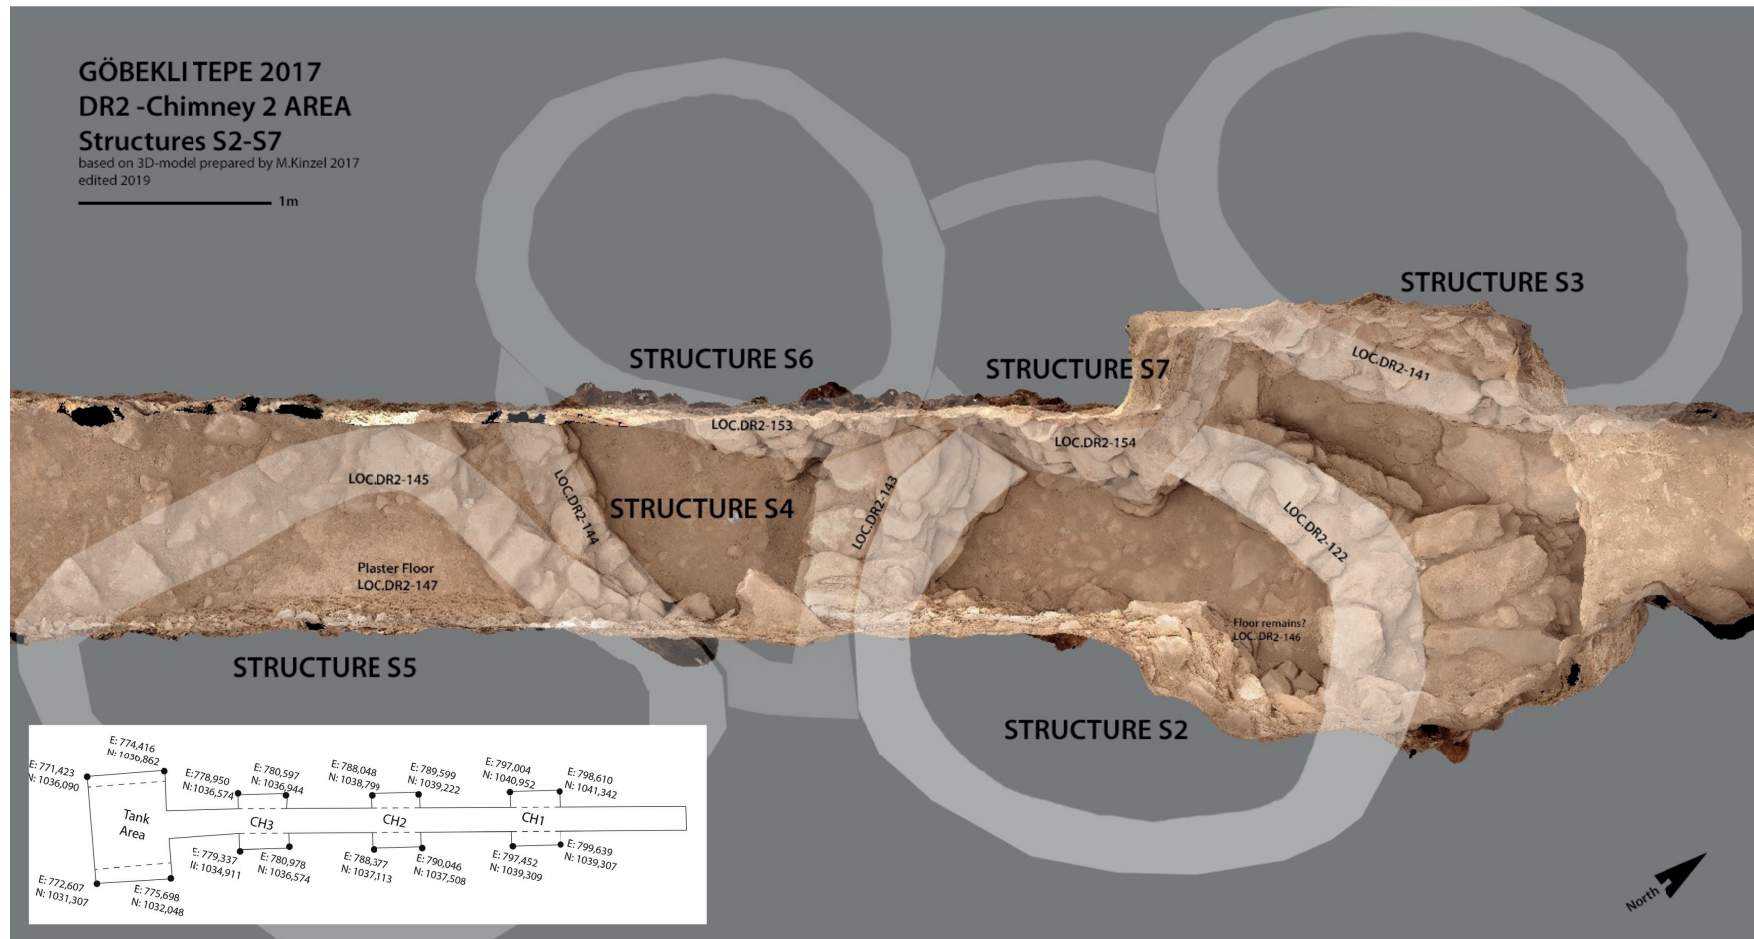 GÖBEKLI TEPE 2017
DR2 -Chimney 2 AREA
Structures S2-S7
based on 3D-model prepared by M.Kinzel 2017
edited 2019
1m
STRUCTURE S3
STRUCTURE S6
STRUCTURE S7
LOC.DR2-141
LOC.DR2-153
LOC.DR2-154
LOC.DR2-145
LOC.DR2-144
STRUCTURE S4
LOC.DR2-143
LOC.DR2-122
Plaster Floor
LOC.DR2-147
Floor remains?
LOC. DR2-146
STRUCTURE S5
STRUCTURE S2
E: 774,416
N: 1036,862
E: 771,423
N: 1036,090
E: 778,950
N:1036,574
E: 780,597
N: 1036,944
E: 788,048
N: 1038,799
E: 789,599
N: 1039,222
E: 797,004
N: 1040,952
E: 798,610
N: 1041,342
Tank
Area
CH3
CH2
CH1
E: 779,337
N: 1034,911
E: 780,978
N: 1036,574
E: 788,377
N: 1037,113
E: 790,046
N: 1037,508
E: 797,452
N: 1039,309
E: 799,639
N: 1039,307
E: 772,607
N: 1031,307
E: 775,698
N: 1032,048
North